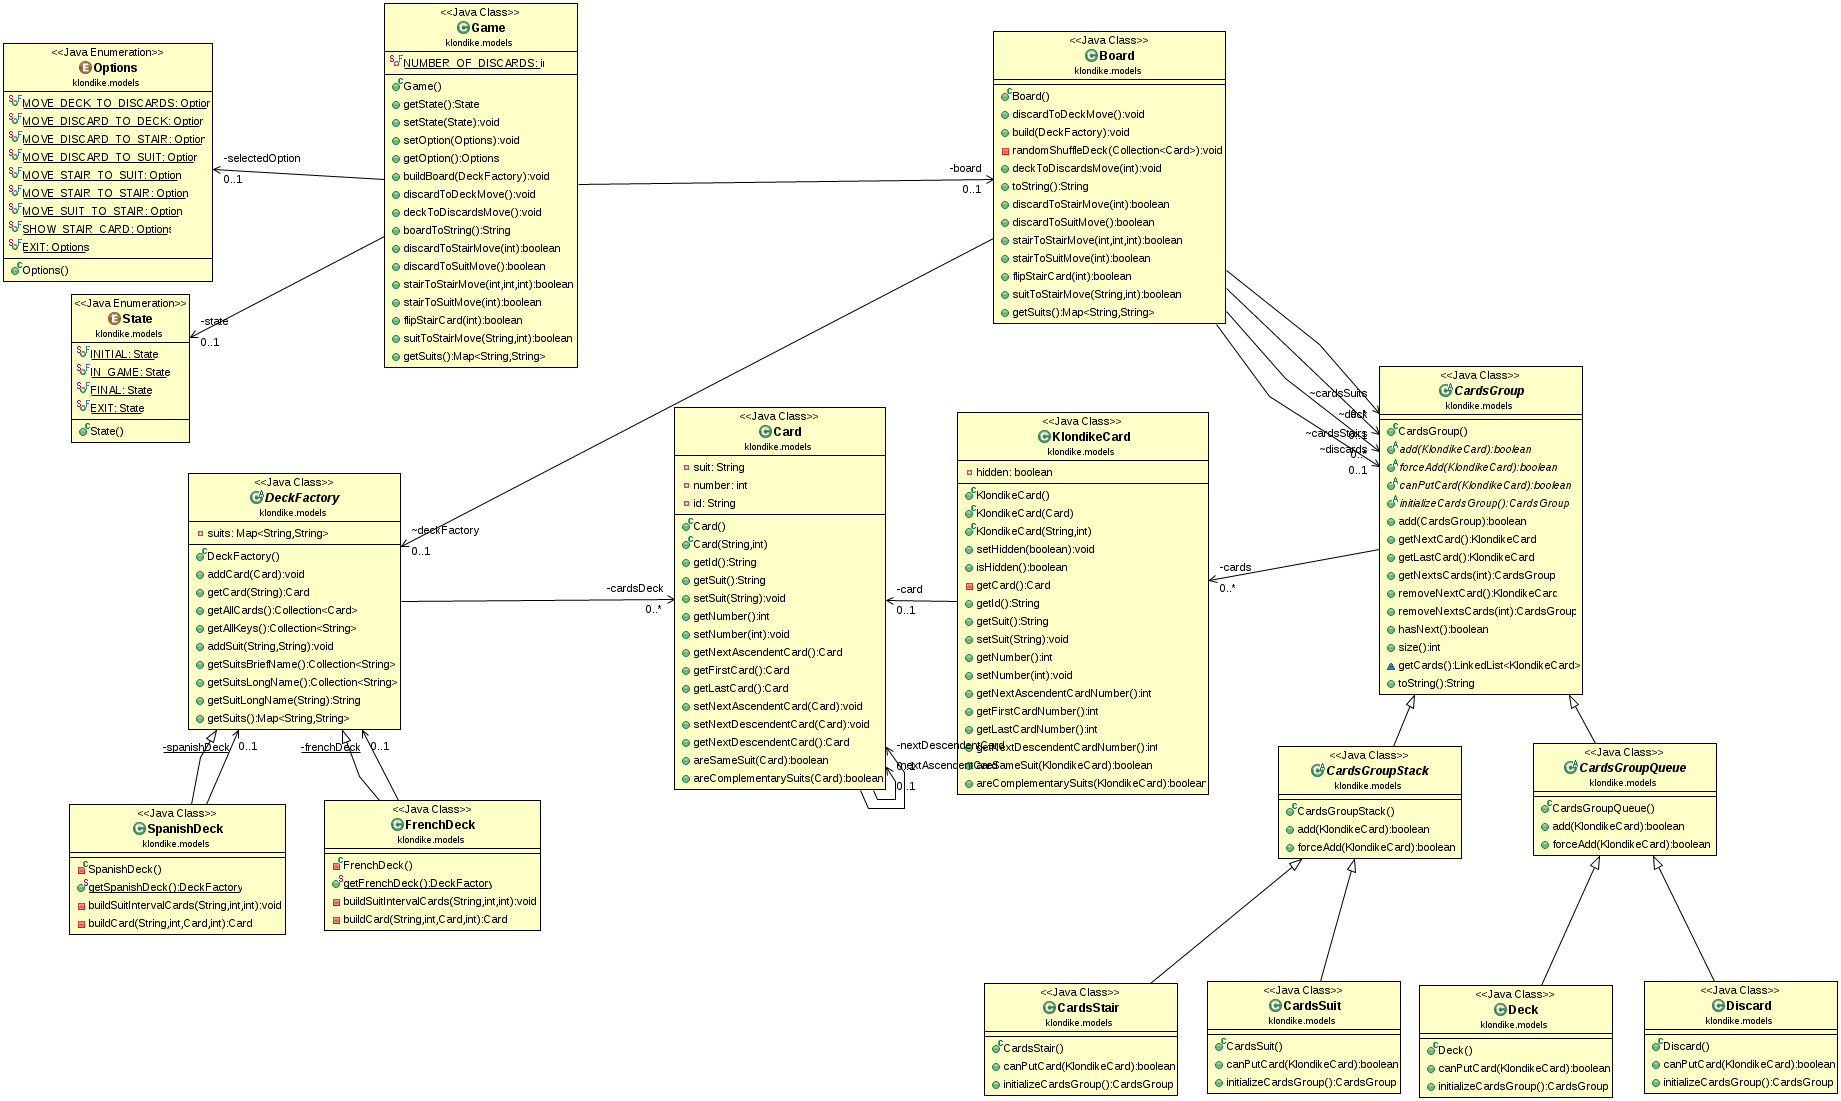 <<Java Class>>
Game
klondike.models
NUMBER_OF_DISCARDS: i
Game()
getState():State
setState(State):void
setOption(Options):void
getOption():Options
buildBoard(DeckFactory):void
discardToDeckMove():void
deckToDiscardsMove():void
boardToString():String
discardToStairMove(int):boolean
discardToSuitMove():boolean
stairToStairMove(int,int,int):boolean
stairToSuitMove(int):boolean
flipStairCard(int):boolean
suitToStairMove(String,int):boolean
getSuits():Map<String,String>
<<Java Enumeration>>
Options
klondike.models
MOVE_DECK_TO_DISCARDS: Option
MOVE_DISCARD_TO_DECK: Option
MOVE_DISCARD_TO_STAIR: Option
MOVE_DISCARD_TO_SUIT: Option
MOVE_STAIR_TO_SUIT: Option
MOVE_STAIR_TO_STAIR: Option
MOVE_SUIT_TO_STAIR: Option
SHOW_STAIR_CARD: Options
EXIT: Options
Options()
-selectedOption
0..1
<<Java Enumeration>>
State
klondike.models
INITIAL: State
IN_GAME: State
FINAL: State
EXIT: State
State()
-state
0..1
-board
0..1
<<Java Class>>
Board
klondike.models
Board()
discardToDeckMove():void
build(DeckFactory):void
randomShuffleDeck(Collection<Card>):void
deckToDiscardsMove(int):void
toString():String
discardToStairMove(int):boolean
discardToSuitMove():boolean
stairToStairMove(int,int,int):boolean
stairToSuitMove(int):boolean
flipStairCard(int):boolean
suitToStairMove(String,int):boolean
getSuits():Map<String,String>
~cardsSuits
~deck
0..1
~cardsStairs
0..*
~discards
0..1
<<Java Class>>
CardsGroup
klondike.models
CardsGroup()
add(KlondikeCard):boolean
forceAdd(KlondikeCard):boolean
canPutCard(KlondikeCard):boolean
initializeCardsGroup():CardsGroup
add(CardsGroup):boolean
getNextCard():KlondikeCard
getLastCard():KlondikeCard
getNextsCards(int):CardsGroup
removeNextCard():KlondikeCard
removeNextsCards(int):CardsGroup
hasNext():boolean
size():int
getCards():LinkedList<KlondikeCard>
toString():String
<<Java Class>>
DeckFactory
klondike.models
suits: Map<String,String>
DeckFactory()
addCard(Card):void
getCard(String):Card
getAllCards():Collection<Card>
getAllKeys():Collection<String>
addSuit(String,String):void
getSuitsBriefName():Collection<String>
getSuitsLongName():Collection<String>
getSuitLongName(String):String
getSuits():Map<String,String>
~deckFactory
0..1
-cardsDeck
0..*
<<Java Class>>
Card
klondike.models
suit: String
number: int
id: String
Card()
Card(String,int)
getId():String
getSuit():String
setSuit(String):void
getNumber():int
setNumber(int):void
getNextAscendentCard():Card
getFirstCard():Card
getLastCard():Card
setNextAscendentCard(Card):void
setNextDescendentCard(Card):void
getNextDescendentCard():Card
areSameSuit(Card):boolean
areComplementarySuits(Card):boolean
-card
0..1
-nextDescendentCard
0..1
-nextAscendentCard
0..1
<<Java Class>>
KlondikeCard
klondike.models
hidden: boolean
KlondikeCard()
KlondikeCard(Card)
KlondikeCard(String,int)
setHidden(boolean):void
isHidden():boolean
getCard():Card
getId():String
getSuit():String
setSuit(String):void
getNumber():int
setNumber(int):void
getNextAscendentCardNumber():int
getFirstCardNumber():int
getLastCardNumber():int
getNextDescendentCardNumber():int
areSameSuit(KlondikeCard):boolean
areComplementarySuits(KlondikeCard):boolean
-cards
0..*
-spanishDeck
0..1
-frenchDeck
0..1
<<Java Class>>
SpanishDeck
klondike.models
SpanishDeck()
getSpanishDeck():DeckFactory
buildSuitIntervalCards(String,int,int):void
buildCard(String,int,Card,int):Card
<<Java Class>>
FrenchDeck
klondike.models
FrenchDeck()
getFrenchDeck():DeckFactory
buildSuitIntervalCards(String,int,int):void
buildCard(String,int,Card,int):Card
<<Java Class>>
CardsGroupStack
klondike.models
CardsGroupStack()
add(KlondikeCard):boolean
forceAdd(KlondikeCard):boolean
<<Java Class>>
CardsGroupQueue
klondike.models
CardsGroupQueue()
add(KlondikeCard):boolean
forceAdd(KlondikeCard):boolean
<<Java Class>>
CardsStair
klondike.models
CardsStair()
canPutCard(KlondikeCard):boolean
initializeCardsGroup():CardsGroup
<<Java Class>>
CardsSuit
klondike.models
CardsSuit()
canPutCard(KlondikeCard):boolean
initializeCardsGroup():CardsGroup
<<Java Class>>
Deck
klondike.models
Deck()
canPutCard(KlondikeCard):boolean
initializeCardsGroup():CardsGroup
<<Java Class>>
Discard
klondike.models
Discard()
canPutCard(KlondikeCard):boolean
initializeCardsGroup():CardsGroup